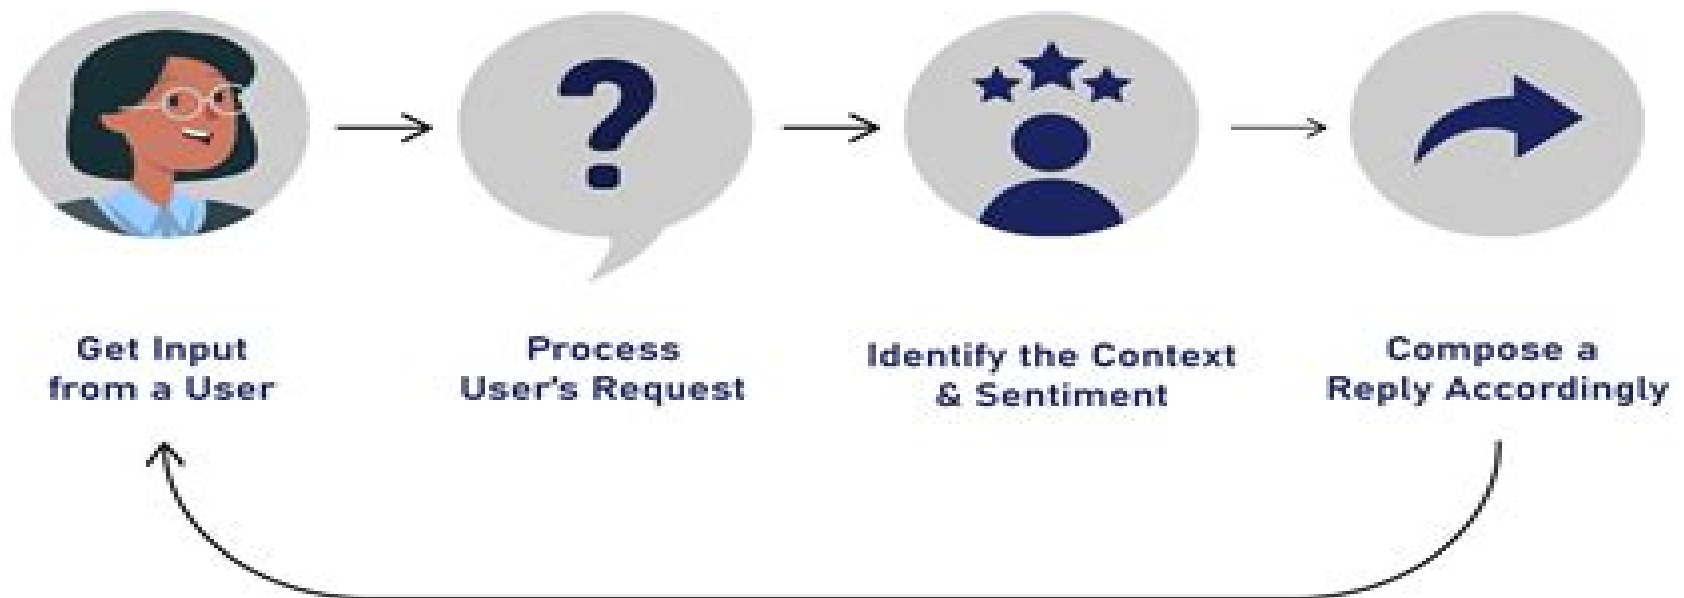 Get Input
from a User
Process
User's Request
Identify the Context
& Sentiment
Compose a
Reply Accordingly